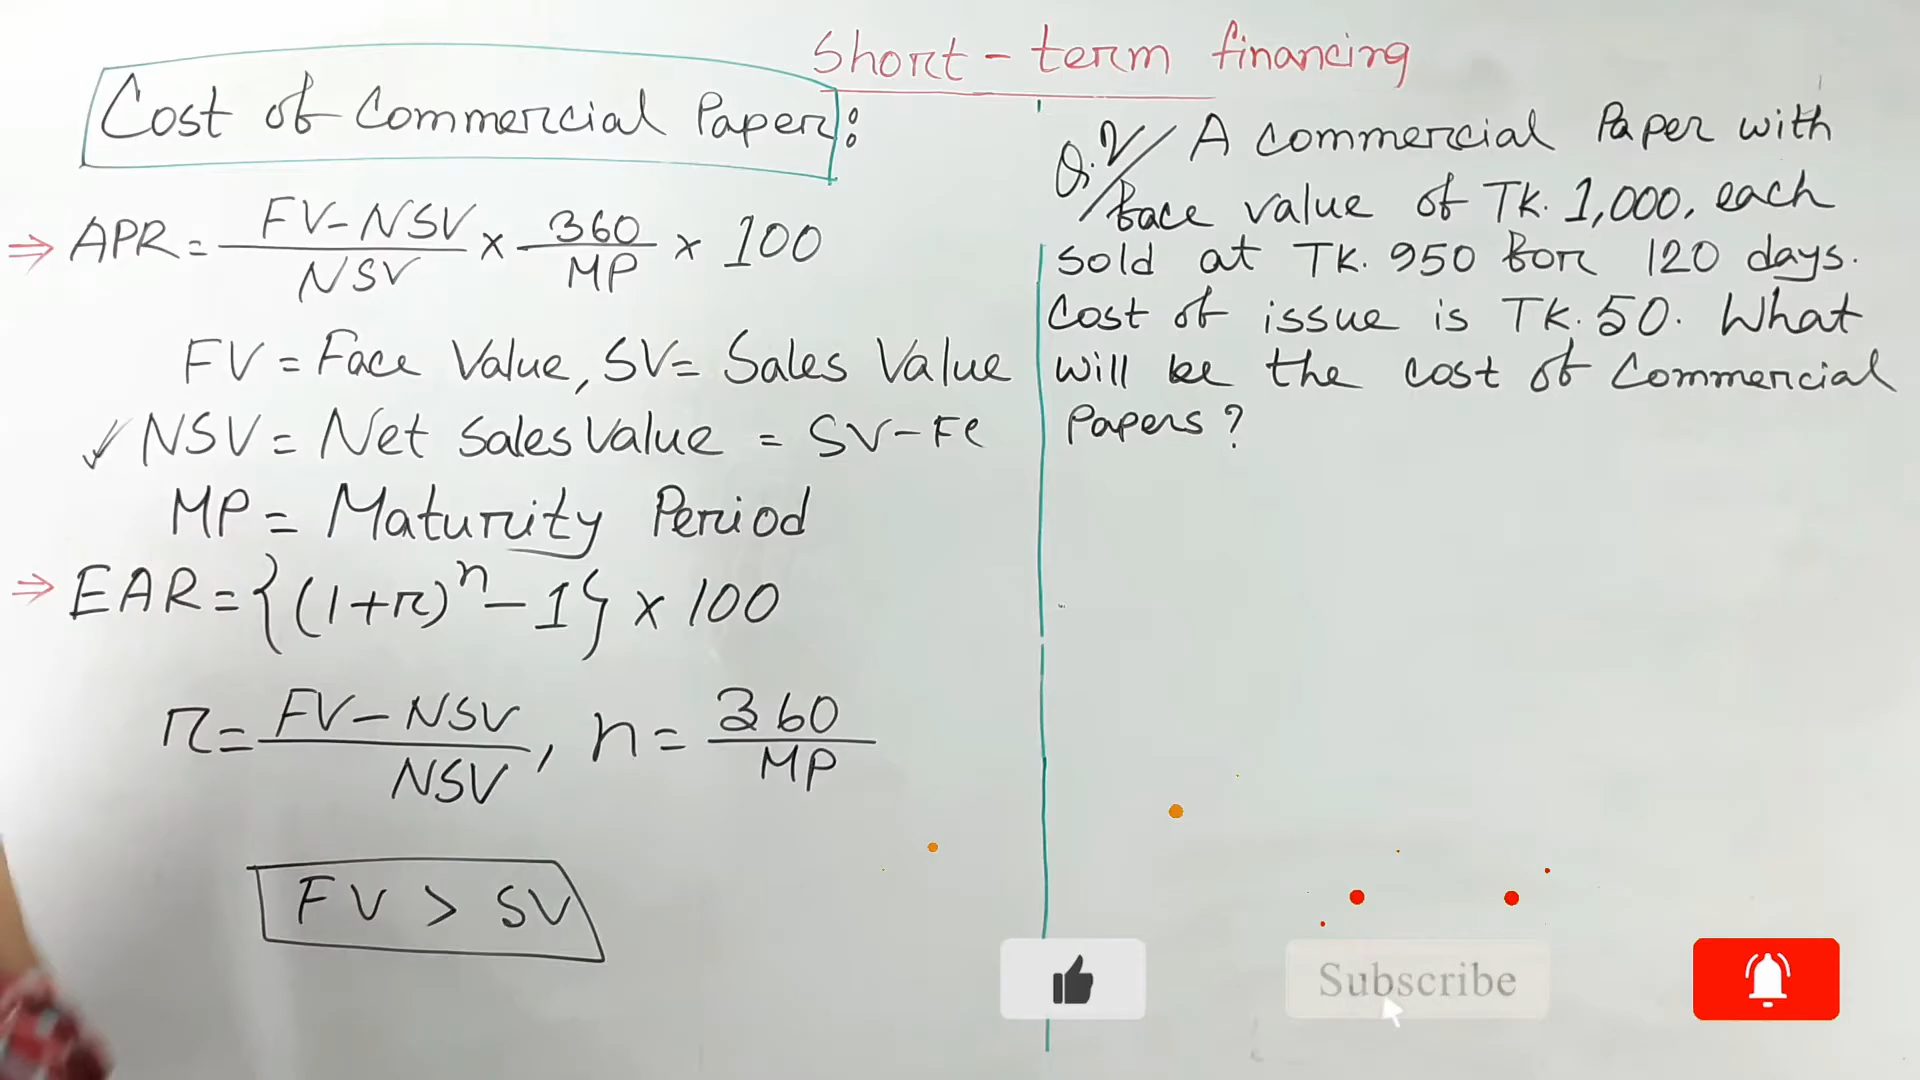 Short-term financing
Cost of Commercial Paper:
APR = FV-NSV / NSV × 360 / MP × 100
FV = Face Value, SV = Sales Value
✓ NSV = Net Sales Value = SV-Fe
MP = Maturity Period
⇒ EAR = {(1+r)^n - 1} × 100
r = FV-NSV / NSV, n = 360 / MP
FV > SV
A commercial Paper with
face value of TK. 1,000, each
sold at TK. 950 for 120 days.
Cost of issue is TK. 50. What
will be the cost of Commercial
Papers?
Subscribe